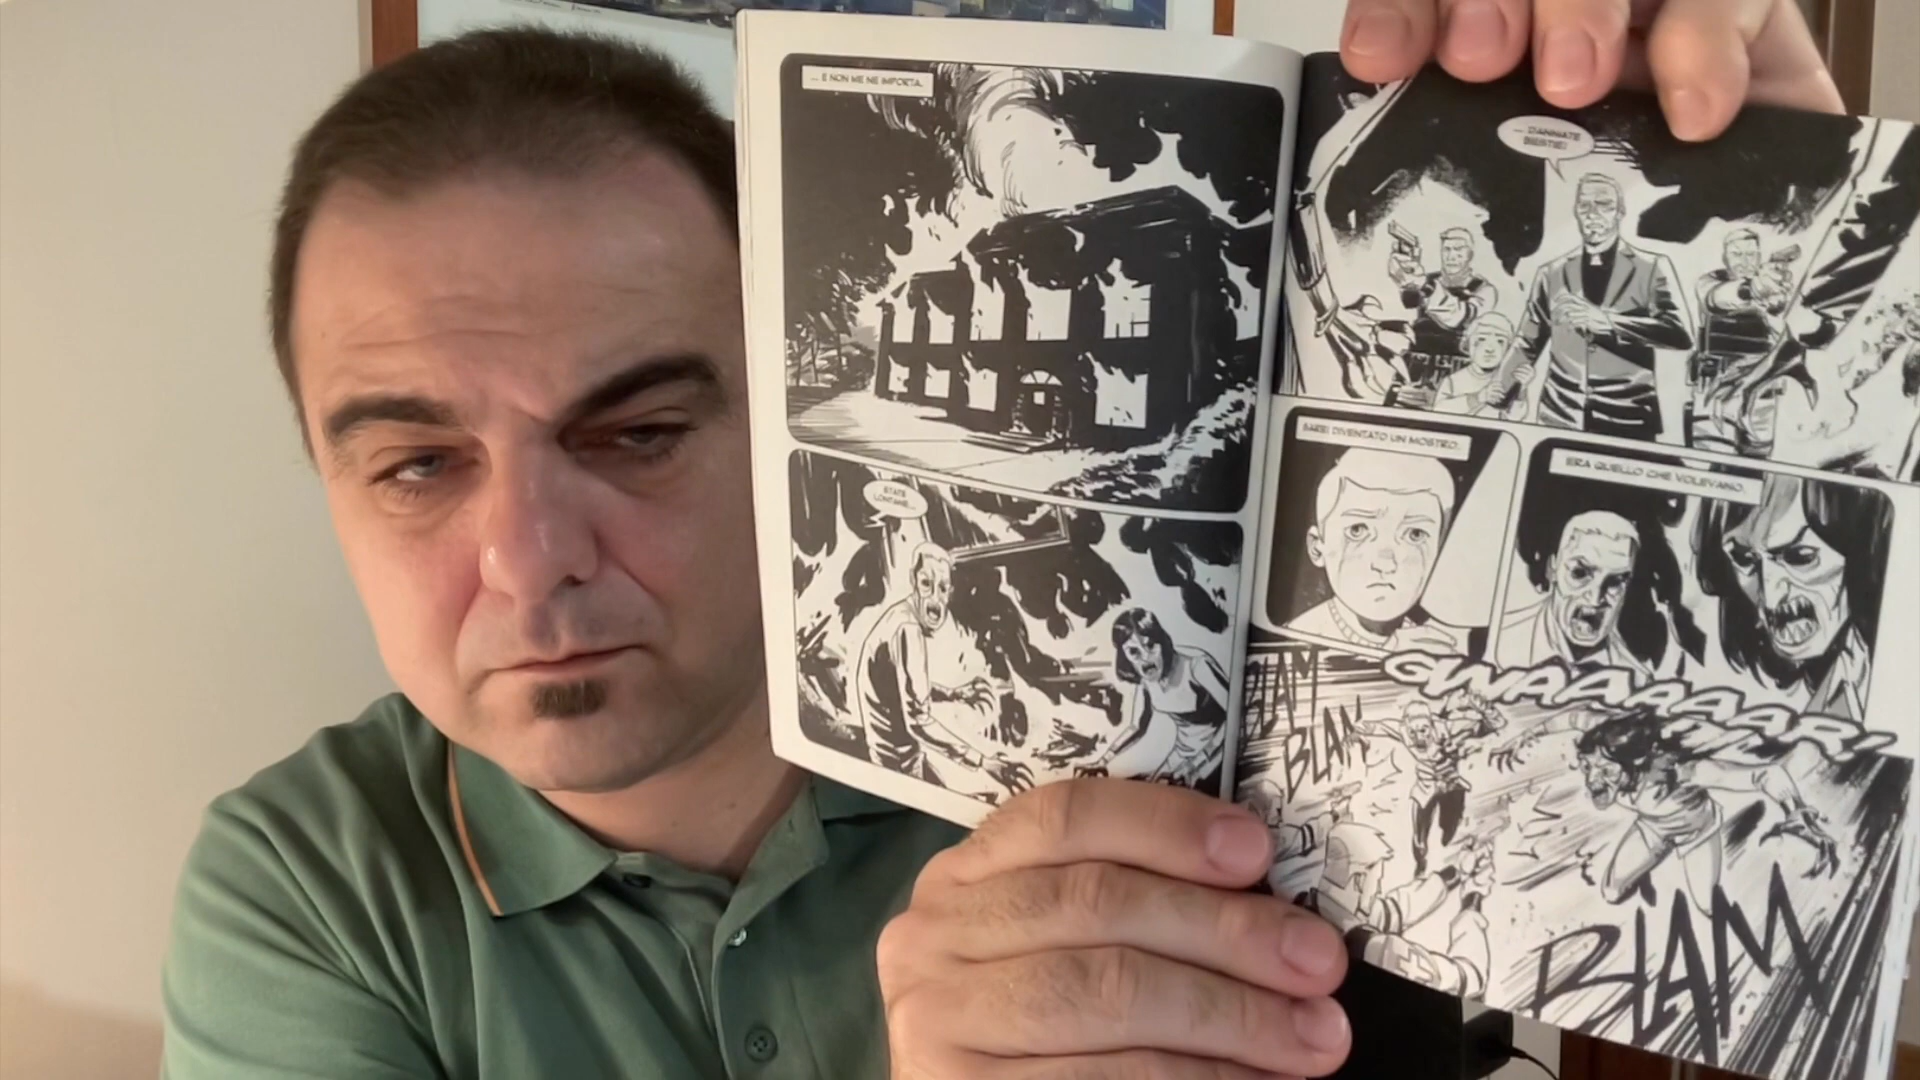 ... E NON ME NE IMPORTA.
STATE
LONTANE...
... DANNATE
BESTIE!
SAREI DIVENTATO UN MOSTRO.
ERA QUELLO CHE VOLEVANO.
GWAAAAAAR!
BLAM
BLAM
BLAM